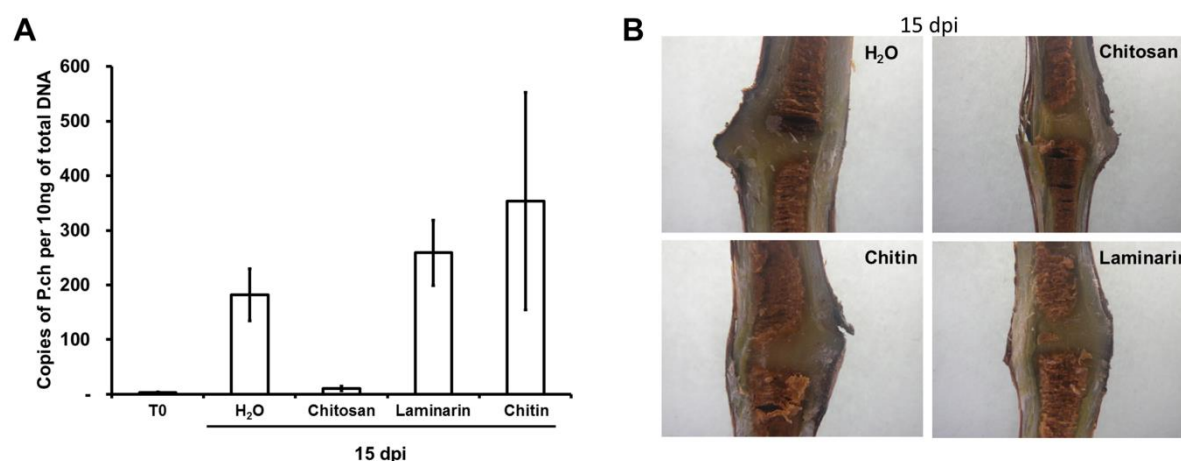 A
Copies of P.ch per 10ng of total DNA
600
500
400
300
200
100
-
T0
H₂O
Chitosan
Laminarin
Chitin
15 dpi
B
15 dpi
H₂O
Chitosan
Chitin
Laminarin